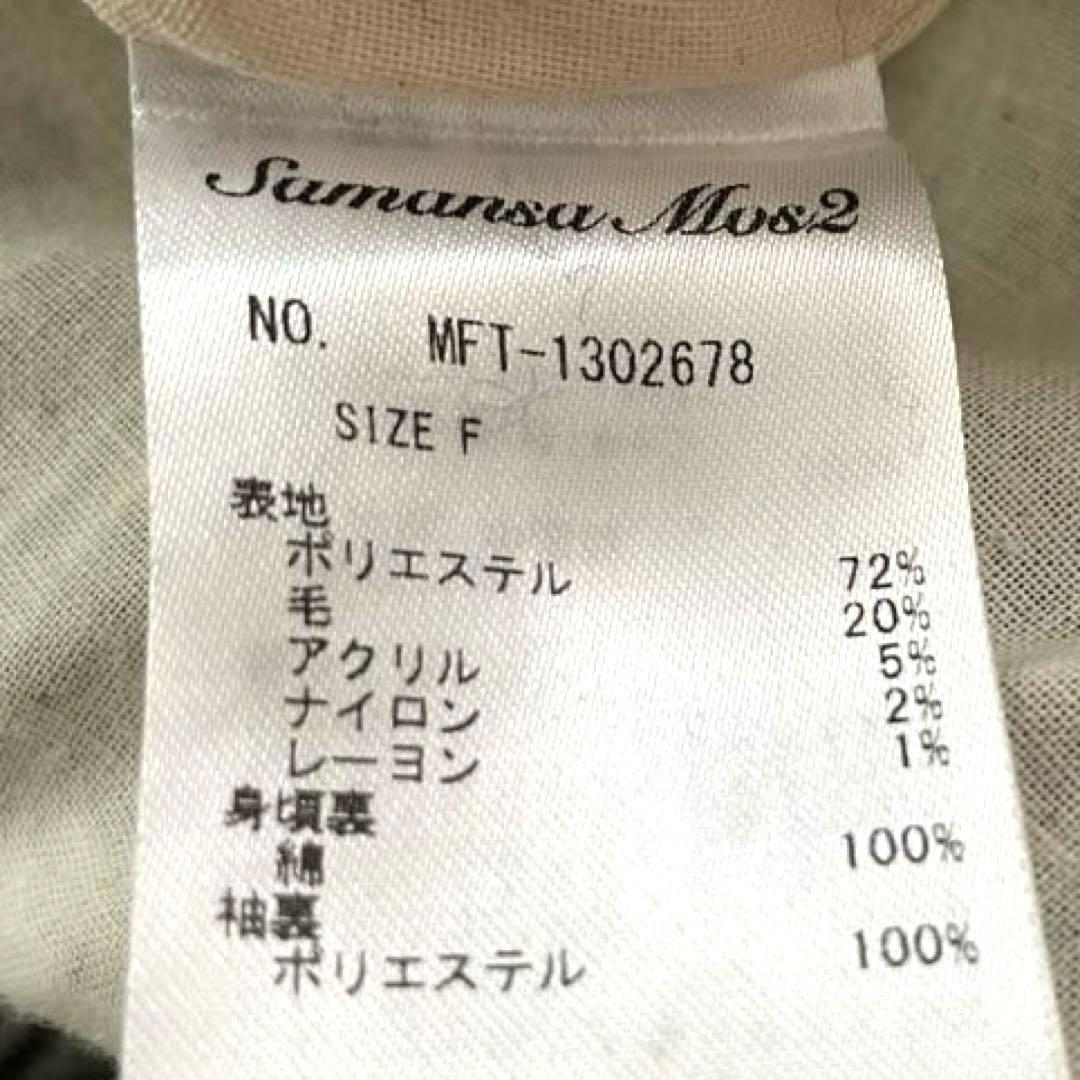 Samansa Mos2
NO. MFT-1302678
SIZE F
表地
ポリエステル 72%
毛 20%
アクリル 5%
ナイロン 2%
レーヨン 1%
身頃裏
綿 100%
袖裏
ポリエステル 100%